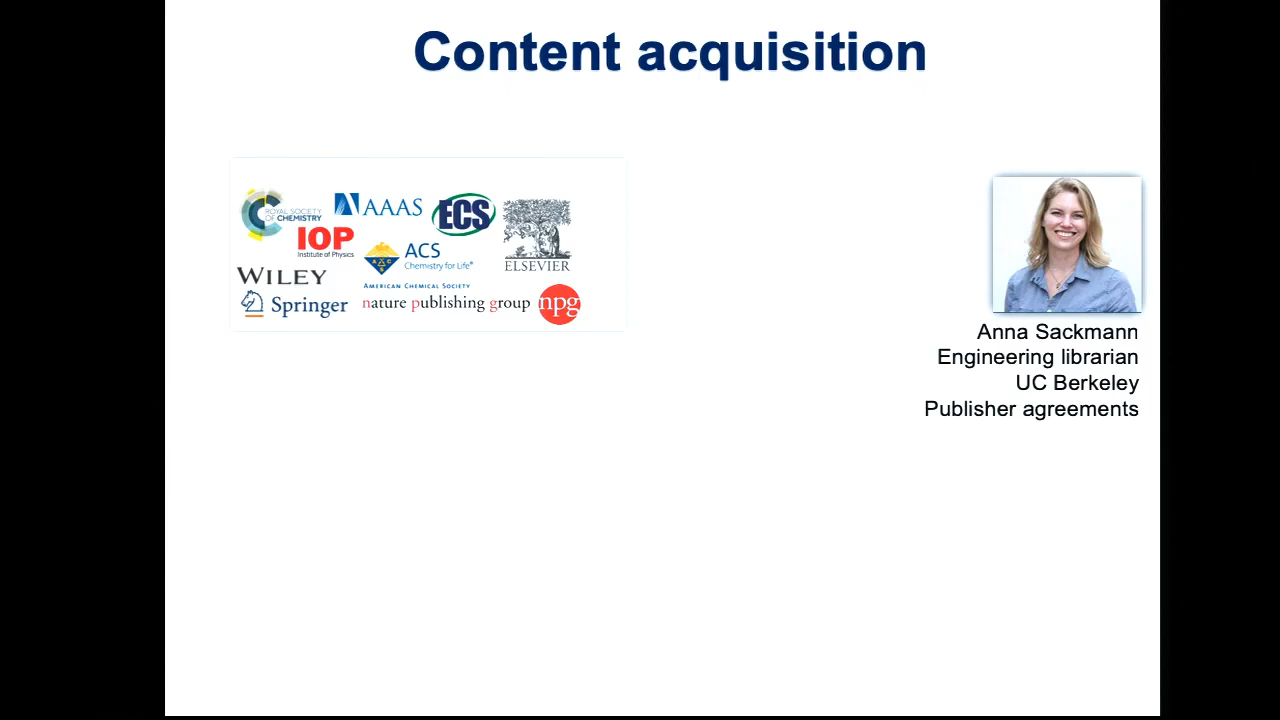 Content acquisition
ROYAL SOCIETY
OF CHEMISTRY
AAAS
ECS
IOP
Institute of Physics
ACS
Chemistry for Life®
AMERICAN CHEMICAL SOCIETY
ELSEVIER
WILEY
Springer
nature publishing group npg
Anna Sackmann
Engineering librarian
UC Berkeley
Publisher agreements